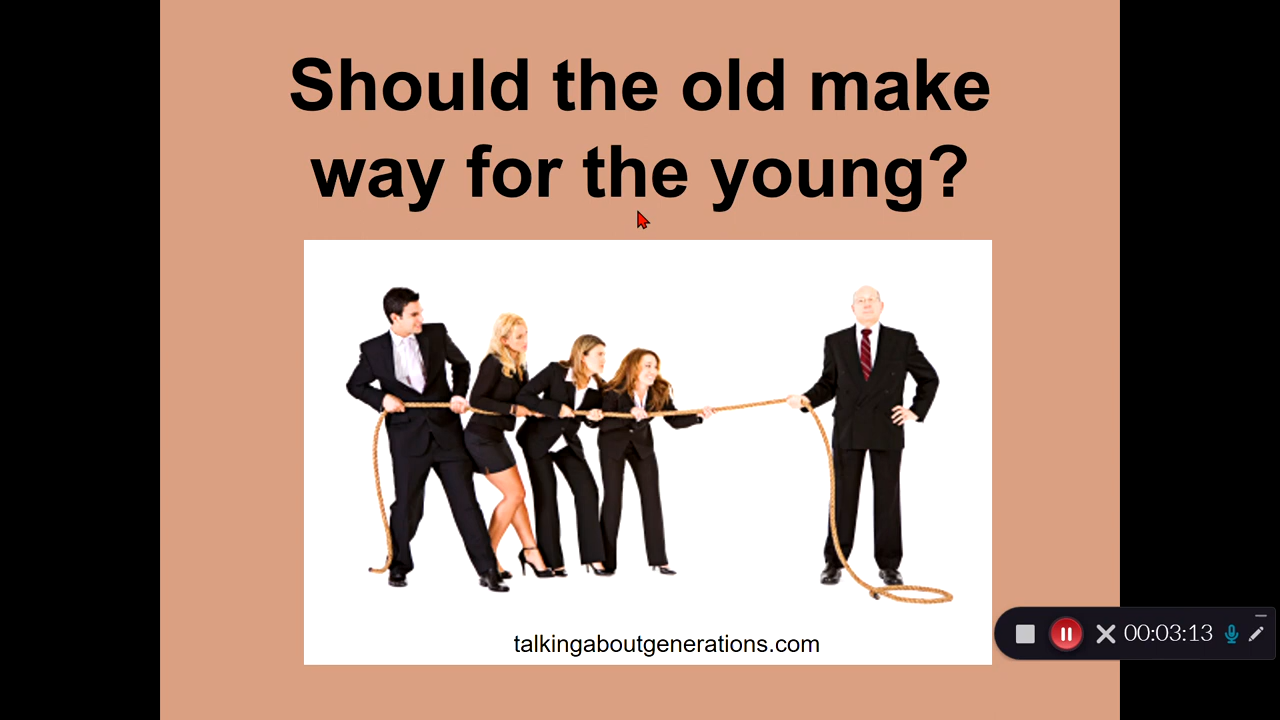 Should the old make
way for the young?
talkingaboutgenerations.com
00:03:13